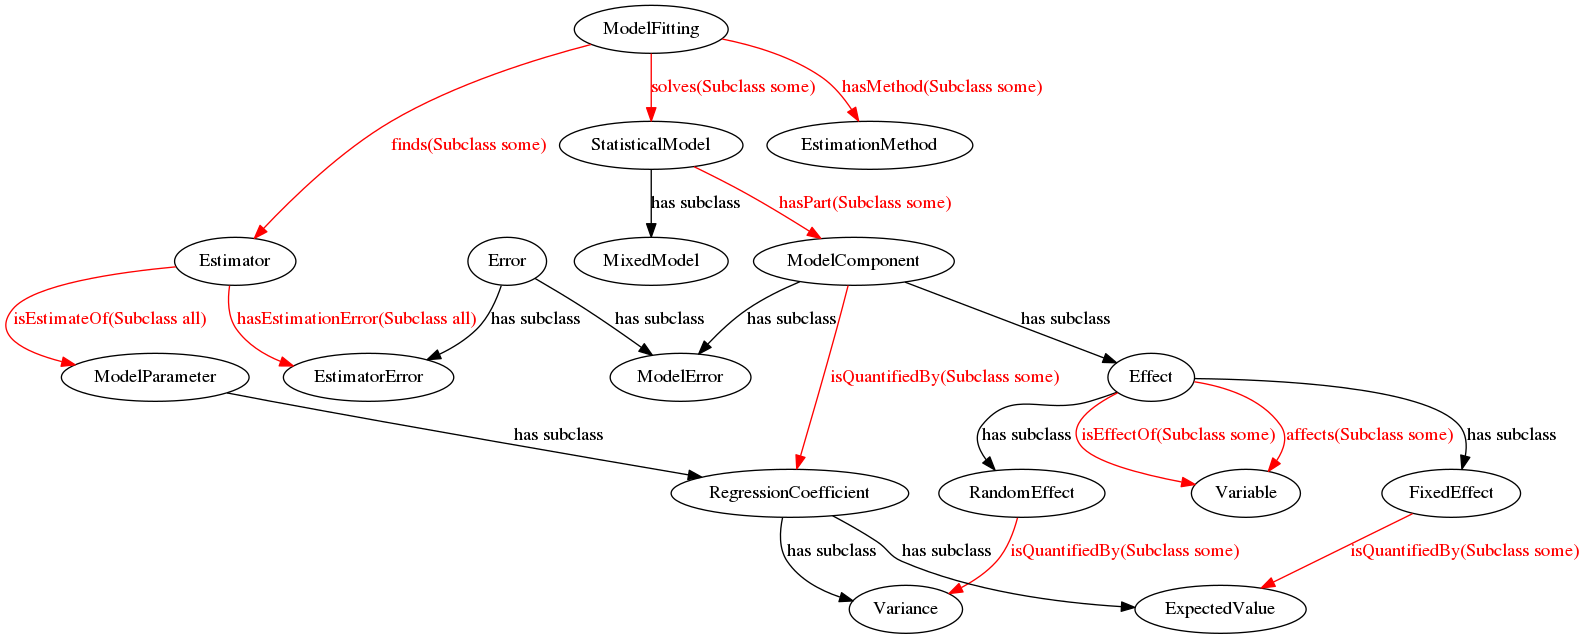 ModelFitting
solves(Subclass some)
hasMethod(Subclass some)
finds(Subclass some)
StatisticalModel
EstimationMethod
has subclass
hasPart(Subclass some)
Estimator
Error
MixedModel
ModelComponent
isEstimateOf(Subclass all)
hasEstimationError(Subclass all)
has subclass
has subclass
has subclass
has subclass
ModelParameter
EstimatorError
ModelError
isQuantifiedBy(Subclass some)
Effect
has subclass
has subclass
isEffectOf(Subclass some)
affects(Subclass some)
has subclass
RegressionCoefficient
RandomEffect
Variable
FixedEffect
has subclass
has subclass
isQuantifiedBy(Subclass some)
isQuantifiedBy(Subclass some)
Variance
ExpectedValue